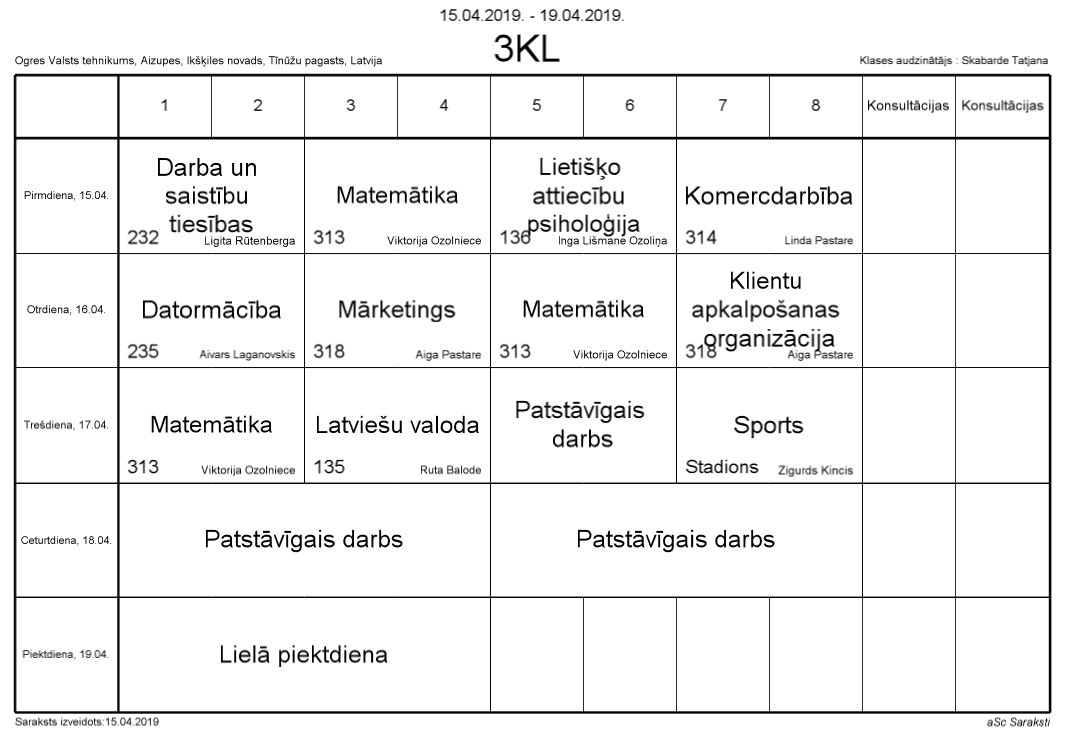 15.04.2019. - 19.04.2019.
3KL
Ogres Valsts tehnikums, Aizupes, Ikšķiles novads, Tīnūžu pagasts, Latvija
Klases audzinātājs : Skabarde Tatjana
1 2 3 4 5 6 7 8 Konsultācijas Konsultācijas
Pirmdiena, 15.04.
Darba un
saistību
tiesības
232 Ligita Rūtenberga
Matemātika
313 Viktorija Ozolniece
Lietišķo
attiecību
psiholoģija
136 Inga Lišmane Ozoliņa
Komercdarbība
314 Linda Pastare
Otrdiena, 16.04.
Datormācība
235 Aivars Laganovskis
Mārketings
318 Aiga Pastare
Matemātika
313 Viktorija Ozolniece
Klientu
apkalpošanas
organizācija
318 Aiga Pastare
Trešdiena, 17.04.
Matemātika
313 Viktorija Ozolniece
Latviešu valoda
135 Ruta Balode
Patstāvīgais
darbs
Sports
Stadions Zigurds Kincis
Ceturtdiena, 18.04.
Patstāvīgais darbs
Patstāvīgais darbs
Piektdiena, 19.04.
Lielā piektdiena
Saraksts izveidots:15.04.2019
aSc Saraksti